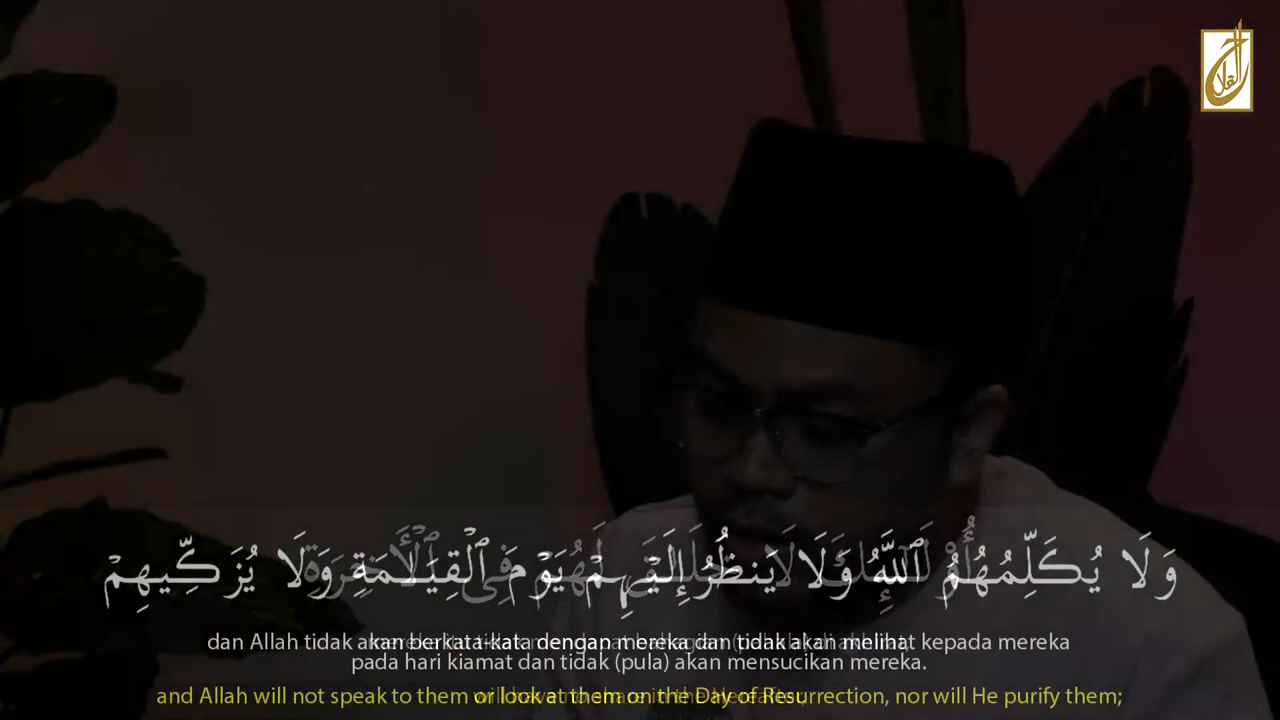 وَلَا يُكَلِّمُهُمُ ٱللَّهُ وَلَا يَنظُرُ إِلَيْهِمْ يَوْمَ ٱلْقِيَٰمَةِ وَلَا يُزَكِّيهِمْ
dan Allah tidak akan berkata-kata dengan mereka dan tidak akan melihat kepada mereka
pada hari kiamat dan tidak (pula) akan mensucikan mereka.
and Allah will not speak to them or look at them on the Day of Resurrection, nor will He purify them;